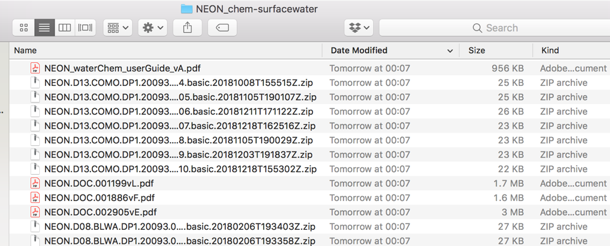 NEON_chem-surfacewater
Search
Name Date Modified Size Kind
NEON_waterChem_userGuide_vA.pdf Tomorrow at 00:07 956 KB Adobe...cument
NEON.D13.COMO.DP1.20093....4.basic.20181008T155515Z.zip Tomorrow at 00:07 25 KB ZIP archive
NEON.D13.COMO.DP1.20093....05.basic.20181105T190107Z.zip Tomorrow at 00:07 25 KB ZIP archive
NEON.D13.COMO.DP1.20093....06.basic.20181211T171122Z.zip Tomorrow at 00:07 26 KB ZIP archive
NEON.D13.COMO.DP1.20093....07.basic.20181218T162516Z.zip Tomorrow at 00:07 23 KB ZIP archive
NEON.D13.COMO.DP1.20093....8.basic.20181105T190029Z.zip Tomorrow at 00:07 23 KB ZIP archive
NEON.D13.COMO.DP1.20093....9.basic.20181203T191837Z.zip Tomorrow at 00:07 23 KB ZIP archive
NEON.D13.COMO.DP1.20093....10.basic.20181218T155302Z.zip Tomorrow at 00:07 22 KB ZIP archive
NEON.DOC.001199vL.pdf Tomorrow at 00:07 1.7 MB Adobe...cument
NEON.DOC.001886vF.pdf Tomorrow at 00:07 1.6 MB Adobe...cument
NEON.DOC.002905vE.pdf Tomorrow at 00:07 3 MB Adobe...cument
NEON.D08.BLWA.DP1.20093.0....basic.20180206T193403Z.zip Tomorrow at 00:07 27 KB ZIP archive
NEON.D08.BLWA.DP1.20093.0....basic.20180206T193358Z.zip Tomorrow at 00:07 27 KB ZIP archive